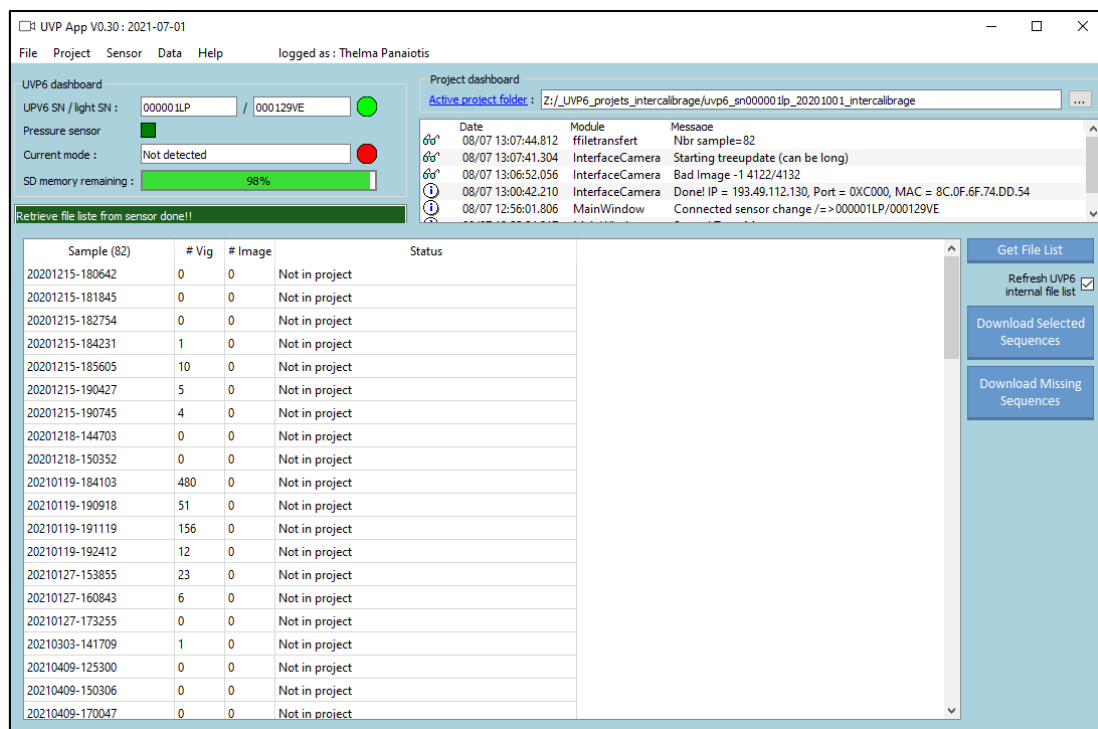 UVP App V0.30 : 2021-07-01
File Project Sensor Data Help logged as : Thelma Panaiotis
UVP6 dashboard
UPV6 SN / light SN : 000001LP / 000129VE
Pressure sensor
Current mode : Not detected
SD memory remaining : 98%
Retrieve file liste from sensor done!!
Project dashboard
Active project folder : Z:/_UVP6_projets_intercalibrage/uvp6_sn000001lp_20201001_intercalibrage ...
Date Module Message
08/07 13:07:44.812 ffiletransfert Nbr sample=82
08/07 13:07:41.304 InterfaceCamera Starting treeupdate (can be long)
08/07 13:06:52.056 InterfaceCamera Bad Image -1 4122/4132
08/07 13:00:42.210 InterfaceCamera Done! IP = 193.49.112.130, Port = 0XC000, MAC = 8C.0F.6F.74.DD.54
08/07 12:56:01.806 MainWindow Connected sensor change /=>000001LP/000129VE
Sample (82) # Vig # Image Status
20201215-180642 0 0 Not in project
20201215-181845 0 0 Not in project
20201215-182754 0 0 Not in project
20201215-184231 1 0 Not in project
20201215-185605 10 0 Not in project
20201215-190427 5 0 Not in project
20201215-190745 4 0 Not in project
20201218-144703 0 0 Not in project
20201218-150352 0 0 Not in project
20210119-184103 480 0 Not in project
20210119-190918 51 0 Not in project
20210119-191119 156 0 Not in project
20210119-192412 12 0 Not in project
20210127-153855 23 0 Not in project
20210127-160843 6 0 Not in project
20210127-173255 0 0 Not in project
20210303-141709 1 0 Not in project
20210409-125300 0 0 Not in project
20210409-150306 0 0 Not in project
20210409-170047 0 0 Not in project
Get File List
Refresh UVP6
internal file list
Download Selected
Sequences
Download Missing
Sequences